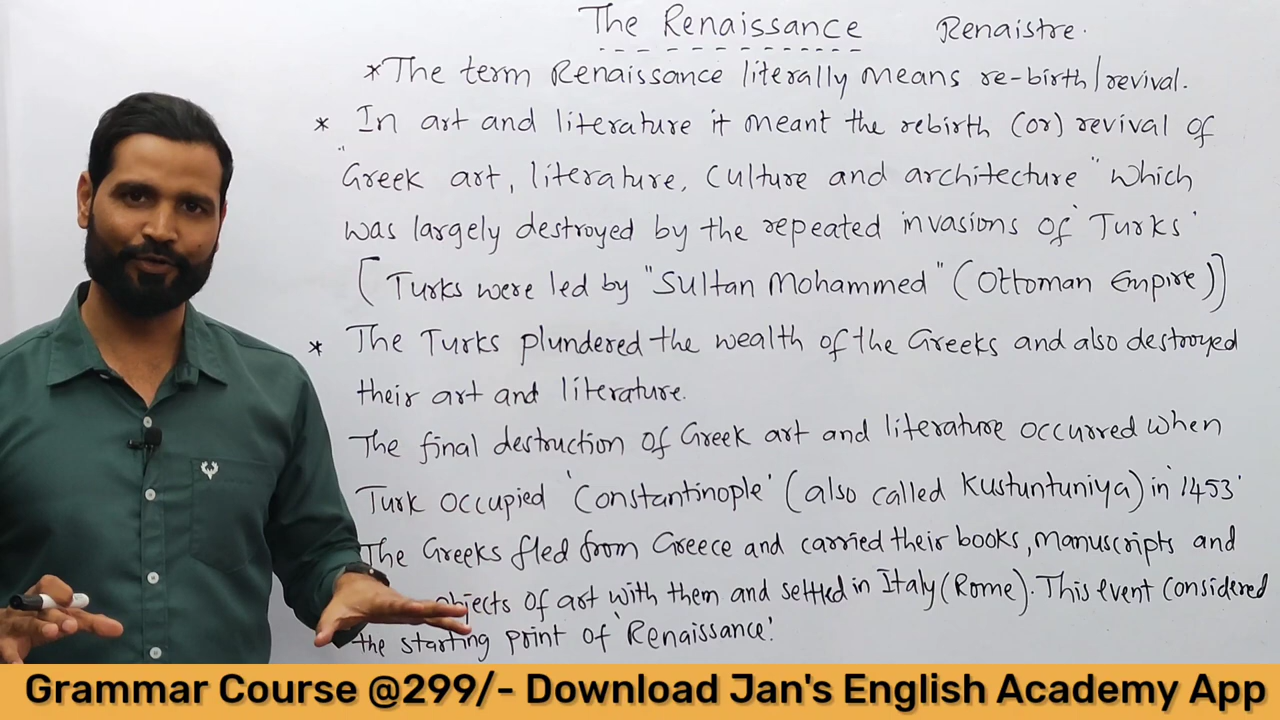 The Renaissance Renaistre.
*The term Renaissance literally means re-birth/revival.
* In art and literature it meant the rebirth (or) revival of
"Greek art, literature, culture and architecture" which
was largely destroyed by the repeated invasions of 'Turks'
[Turks were led by "Sultan Mohammed" (Ottoman Empire)]
* The Turks plundered the wealth of the Greeks and also destroyed
their art and literature.
The final destruction of Greek art and literature occurred when
Turk occupied 'Constantinople' (also called Kustuntuniya) in '1453'
The Greeks fled from Greece and carried their books, manuscripts and
objects of art with them and settled in Italy (Rome). This event considered
the starting point of 'Renaissance'.
Grammar Course @299/- Download Jan's English Academy App